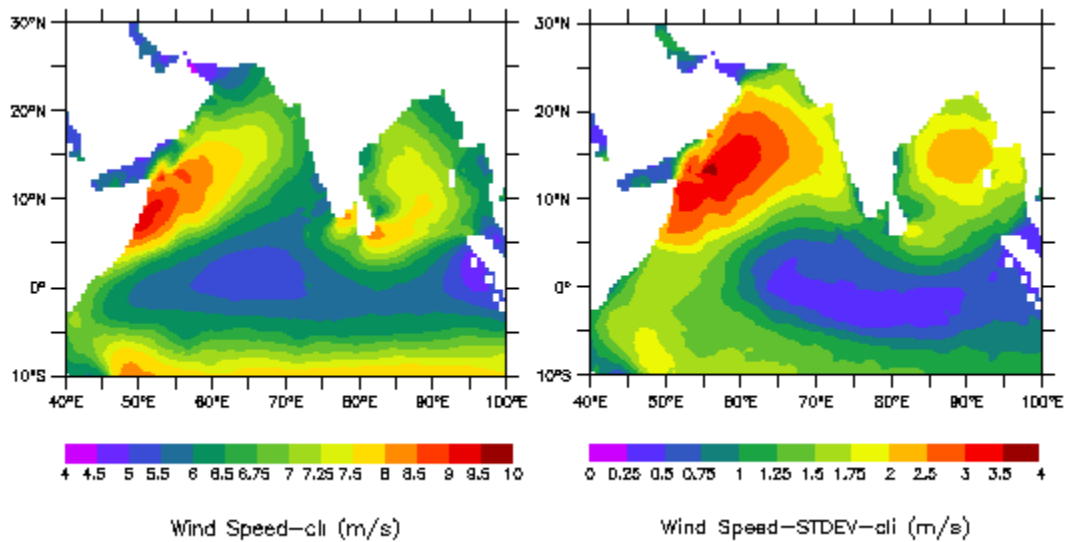 30°N
20°N
10°N
0°
10°S
40°E 50°E 60°E 70°E 80°E 90°E 100°E
4 4.5 5 5.5 6 6.5 6.75 7 7.25 7.5 8 8.5 9 9.5 10
Wind Speed-cli (m/s)
30°N
20°N
10°N
0°
10°S
40°E 50°E 60°E 70°E 80°E 90°E 100°E
0 0.25 0.5 0.75 1 1.25 1.5 1.75 2 2.5 3 3.5 4
Wind Speed-STDEV-cli (m/s)